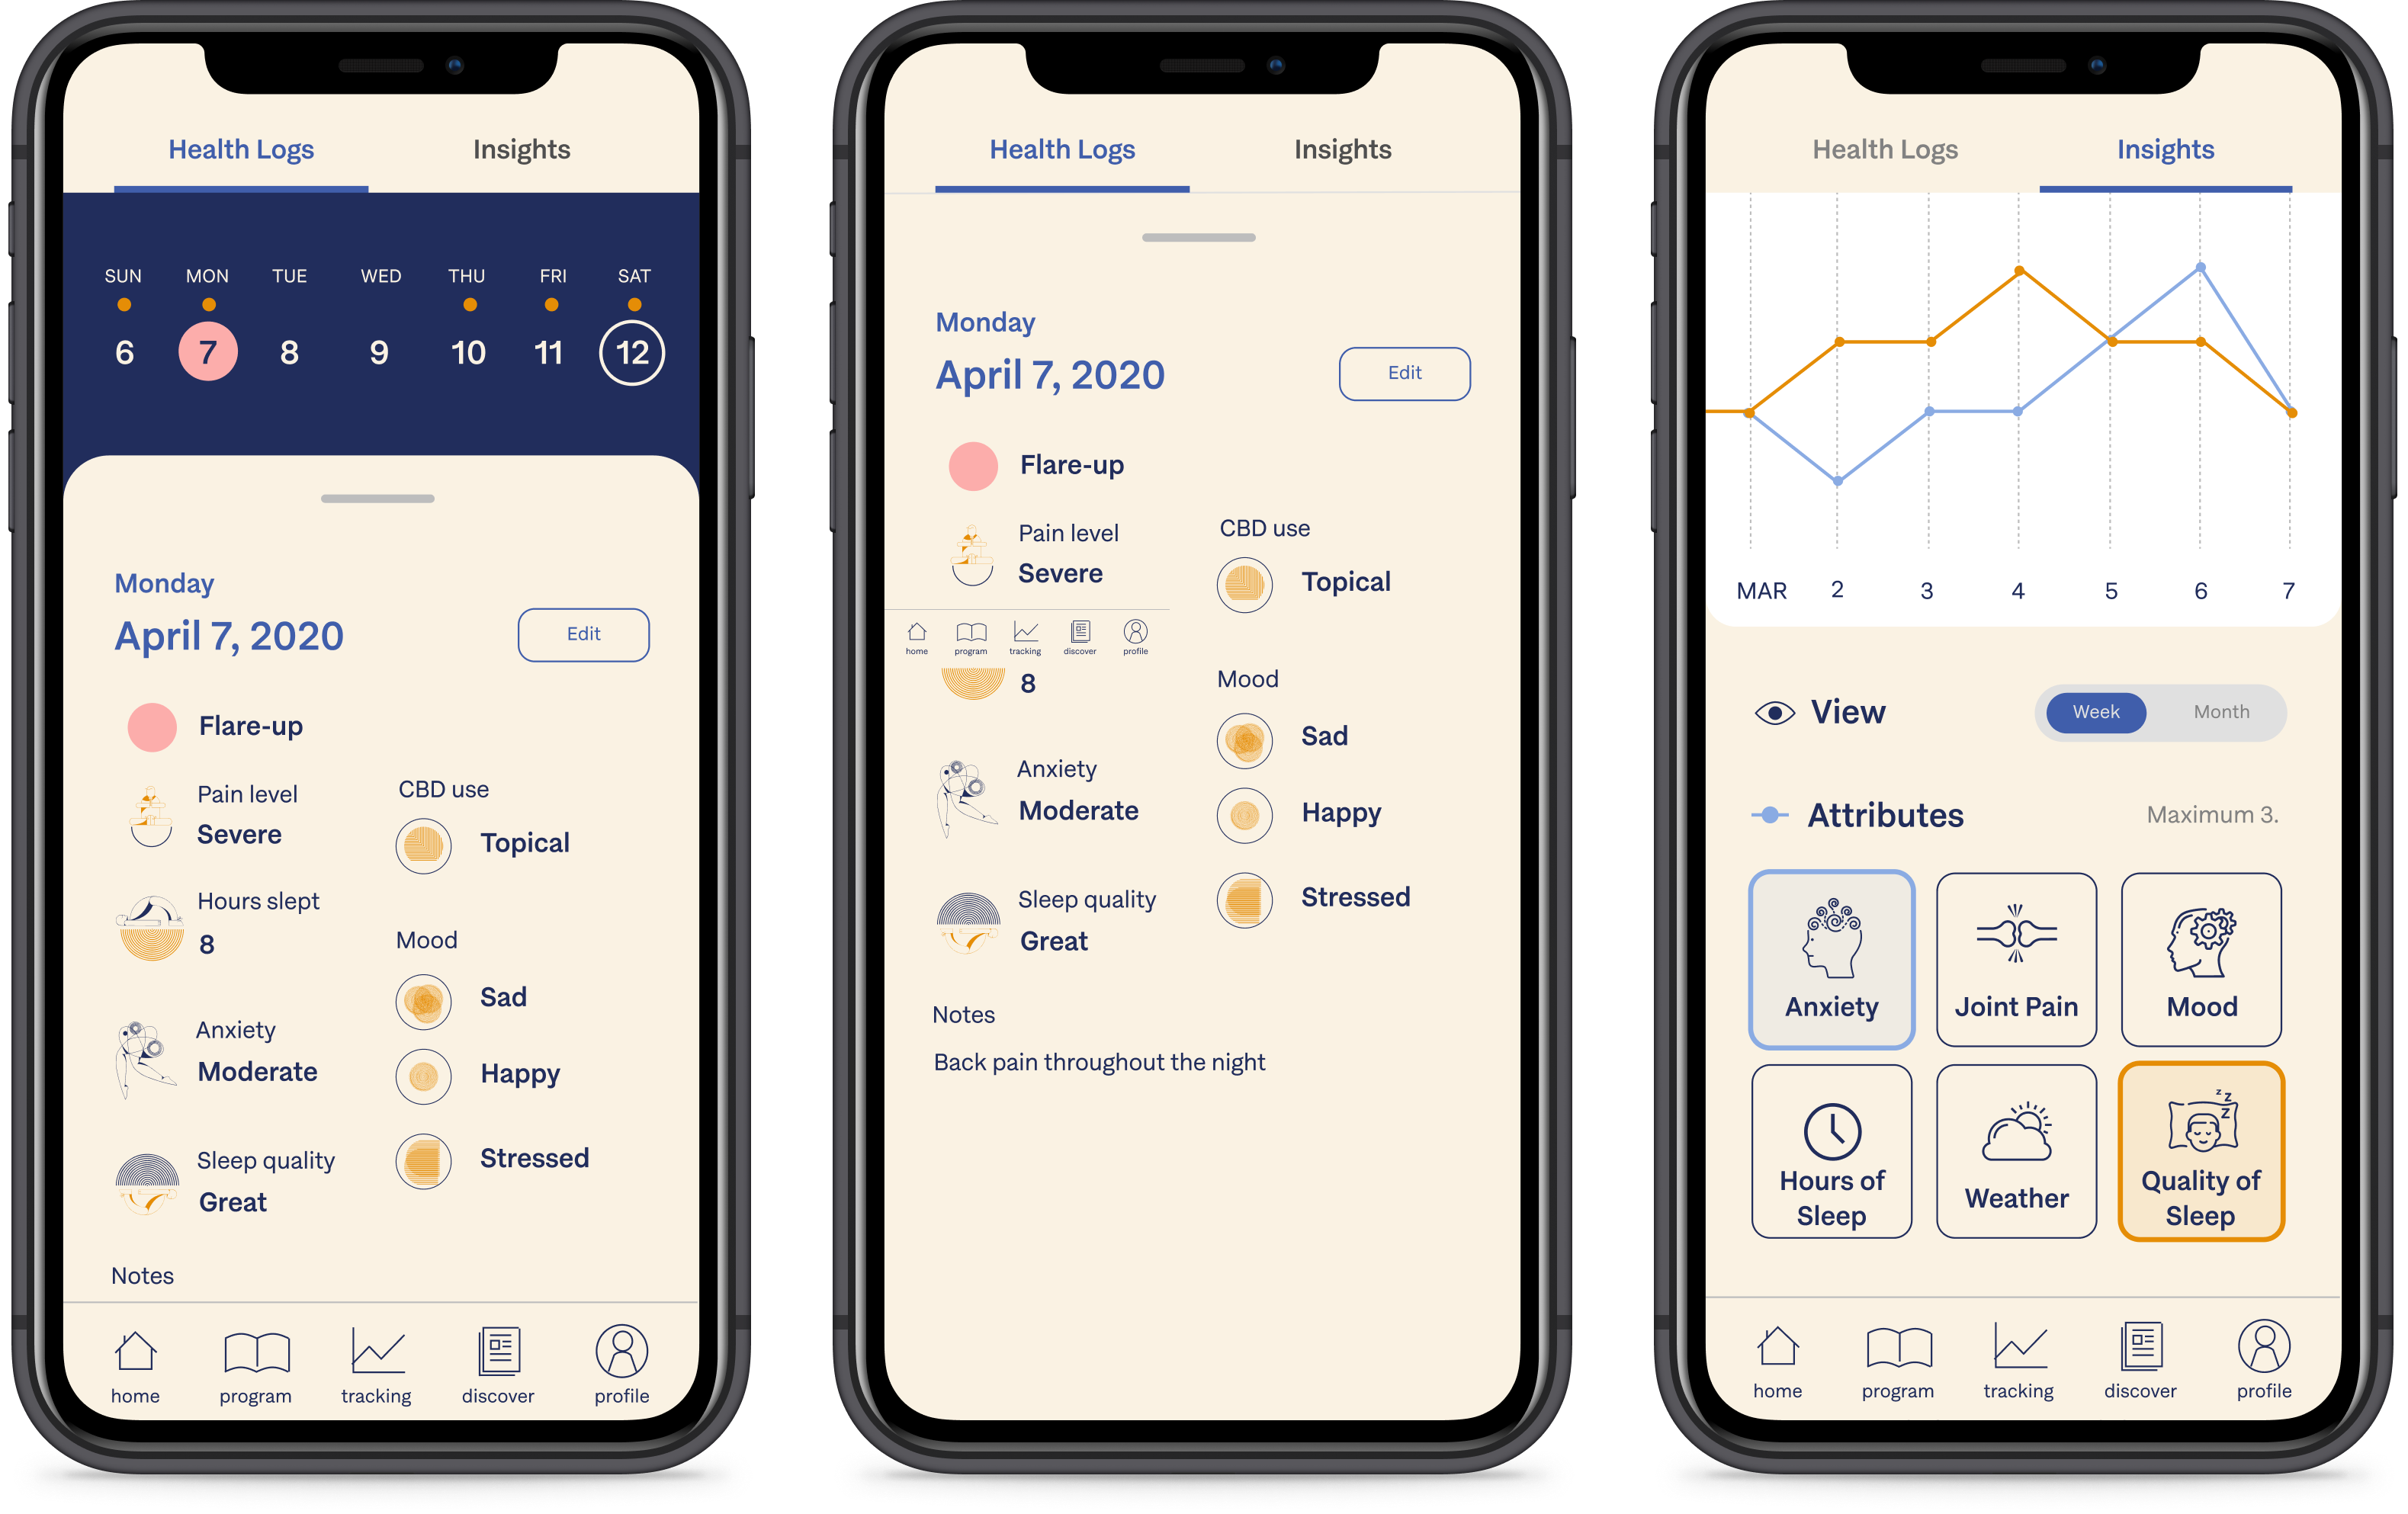 Health Logs Insights
SUN MON TUE WED THU FRI SAT
6 7 8 9 10 11 12
Monday
April 7, 2020
Edit
Flare-up
Pain level
Severe
Hours slept
8
Anxiety
Moderate
Sleep quality
Great
CBD use
Topical
Mood
Sad
Happy
Stressed
Notes
home program tracking discover profile
Health Logs Insights
Monday
April 7, 2020
Edit
Flare-up
Pain level
Severe
home program tracking discover profile
8
Anxiety
Moderate
Sleep quality
Great
CBD use
Topical
Mood
Sad
Happy
Stressed
Notes
Back pain throughout the night
Health Logs Insights
MAR 2 3 4 5 6 7
View
Week Month
Attributes
Maximum 3.
Anxiety
Joint Pain
Mood
Hours of
Sleep
Weather
z z
z
Quality of
Sleep
home program tracking discover profile